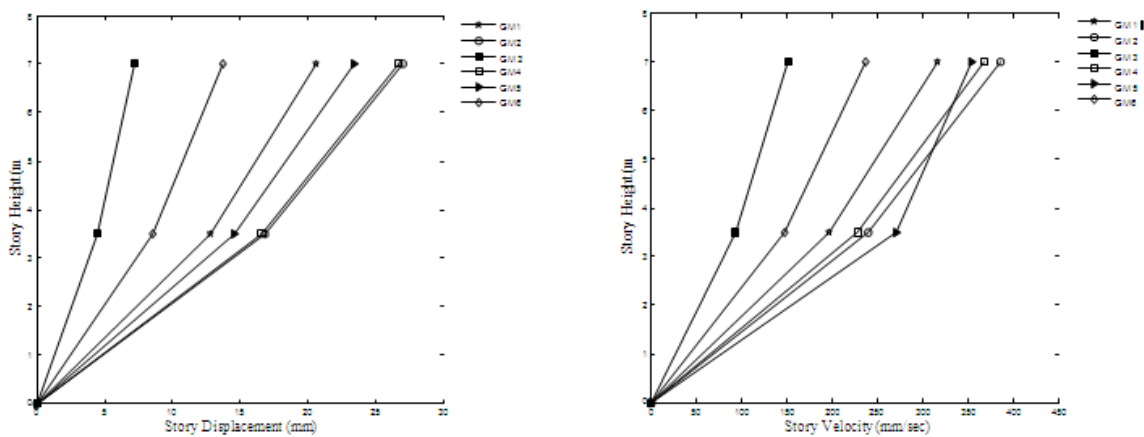 8
7
6
5
4
3
2
1
0
Story Height (m
0 5 10 15 20 25 30
Story Displacement (mm)
GM1
GM2
GM3
GM4
GM5
GM6
8
7
6
5
4
3
2
1
0
Story Height (m
0 50 100 150 200 250 300 350 400 450
Story Velocity (mm/sec)
GM1
GM2
GM3
GM4
GM5
GM6